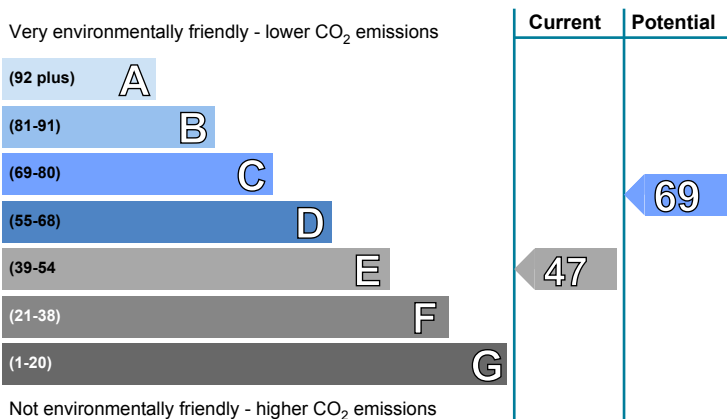 Very environmentally friendly - lower CO2 emissions
Current
Potential
(92 plus) A
(81-91) B
(69-80) C
69
(55-68) D
(39-54 E
47
(21-38) F
(1-20) G
Not environmentally friendly - higher CO2 emissions